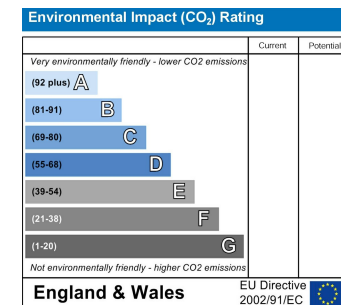 Environmental Impact (CO₂) Rating
Current Potential
Very environmentally friendly - lower CO2 emissions
(92 plus) A
(81-91) B
(69-80) C
(55-68) D
(39-54) E
(21-38) F
(1-20) G
Not environmentally friendly - higher CO2 emissions
England & Wales
EU Directive
2002/91/EC